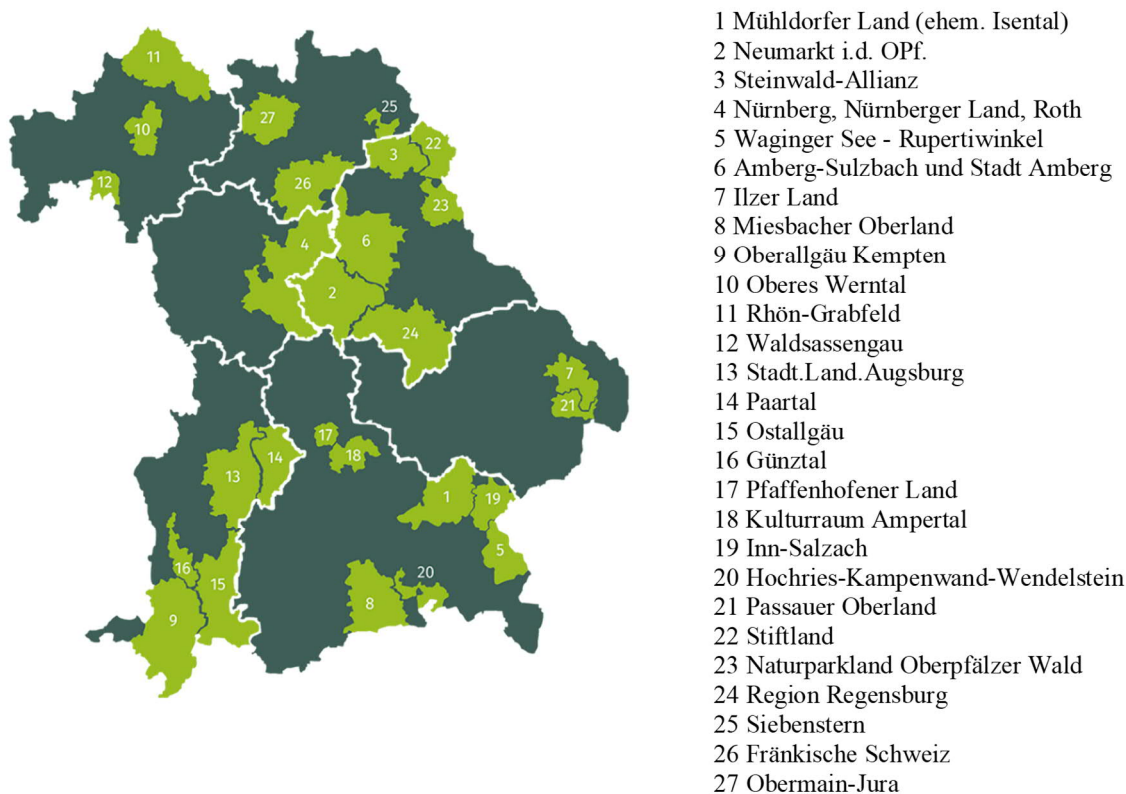 11
27
10
25
22
3
12
26
23
4
6
2
24
7
21
17
14
18
13
1
19
5
16
15
20
8
9
1 Mühldorfer Land (ehem. Isental)
2 Neumarkt i.d. OPf.
3 Steinwald-Allianz
4 Nürnberg, Nürnberger Land, Roth
5 Waginger See - Rupertiwinkel
6 Amberg-Sulzbach und Stadt Amberg
7 Ilzer Land
8 Miesbacher Oberland
9 Oberallgäu Kempten
10 Oberes Werntal
11 Rhön-Grabfeld
12 Waldsassengau
13 Stadt.Land.Augsburg
14 Paartal
15 Ostallgäu
16 Günztal
17 Pfaffenhofener Land
18 Kulturraum Ampertal
19 Inn-Salzach
20 Hochries-Kampenwand-Wendelstein
21 Passauer Oberland
22 Stiftland
23 Naturparkland Oberpfälzer Wald
24 Region Regensburg
25 Siebenstern
26 Fränkische Schweiz
27 Obermain-Jura